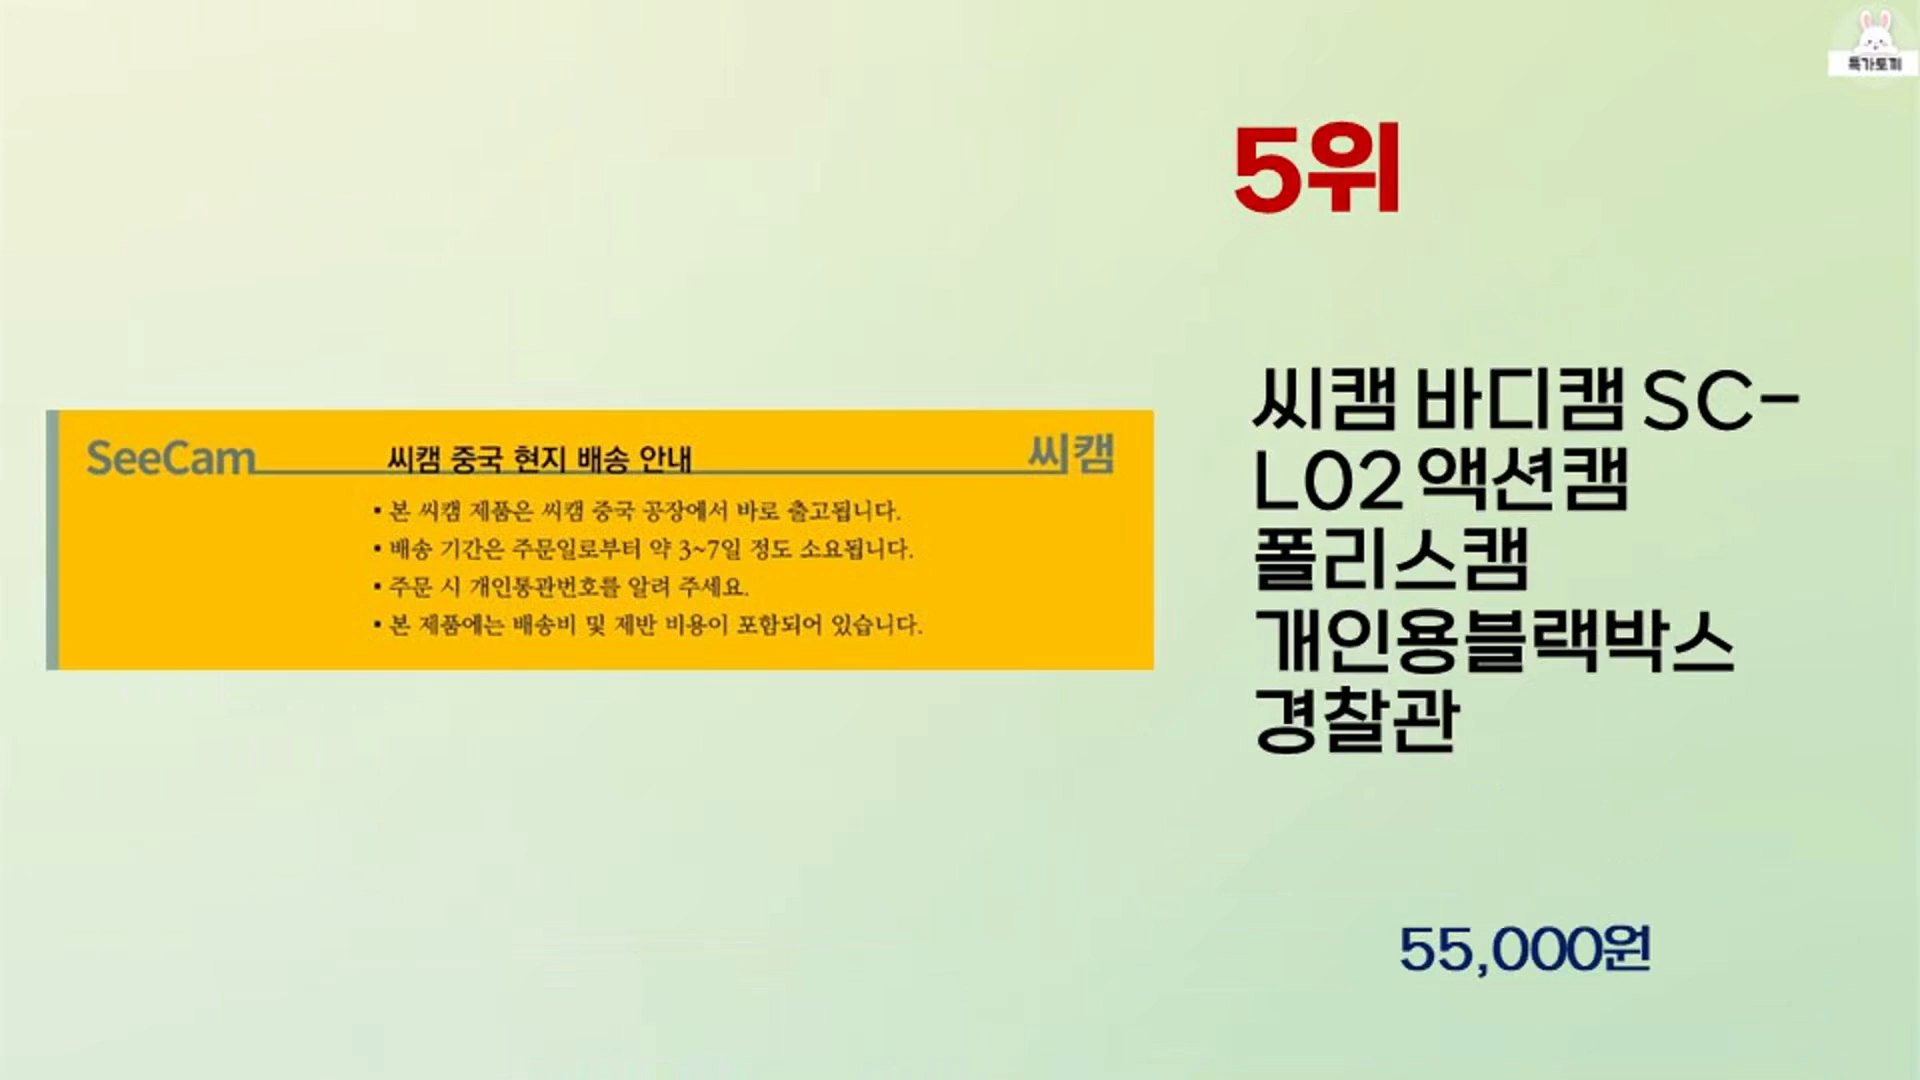 특가토끼
5위
SeeCam
씨캠 중국 현지 배송 안내
씨캠
▪ 본 씨캠 제품은 씨캠 중국 공장에서 바로 출고됩니다.
▪ 배송 기간은 주문일로부터 약 3~7일 정도 소요됩니다.
▪ 주문 시 개인통관번호를 알려 주세요.
▪ 본 제품에는 배송비 및 제반 비용이 포함되어 있습니다.
씨캠 바디캠 SC-
L02 액션캠
폴리스캠
개인용블랙박스
경찰관
55,000원